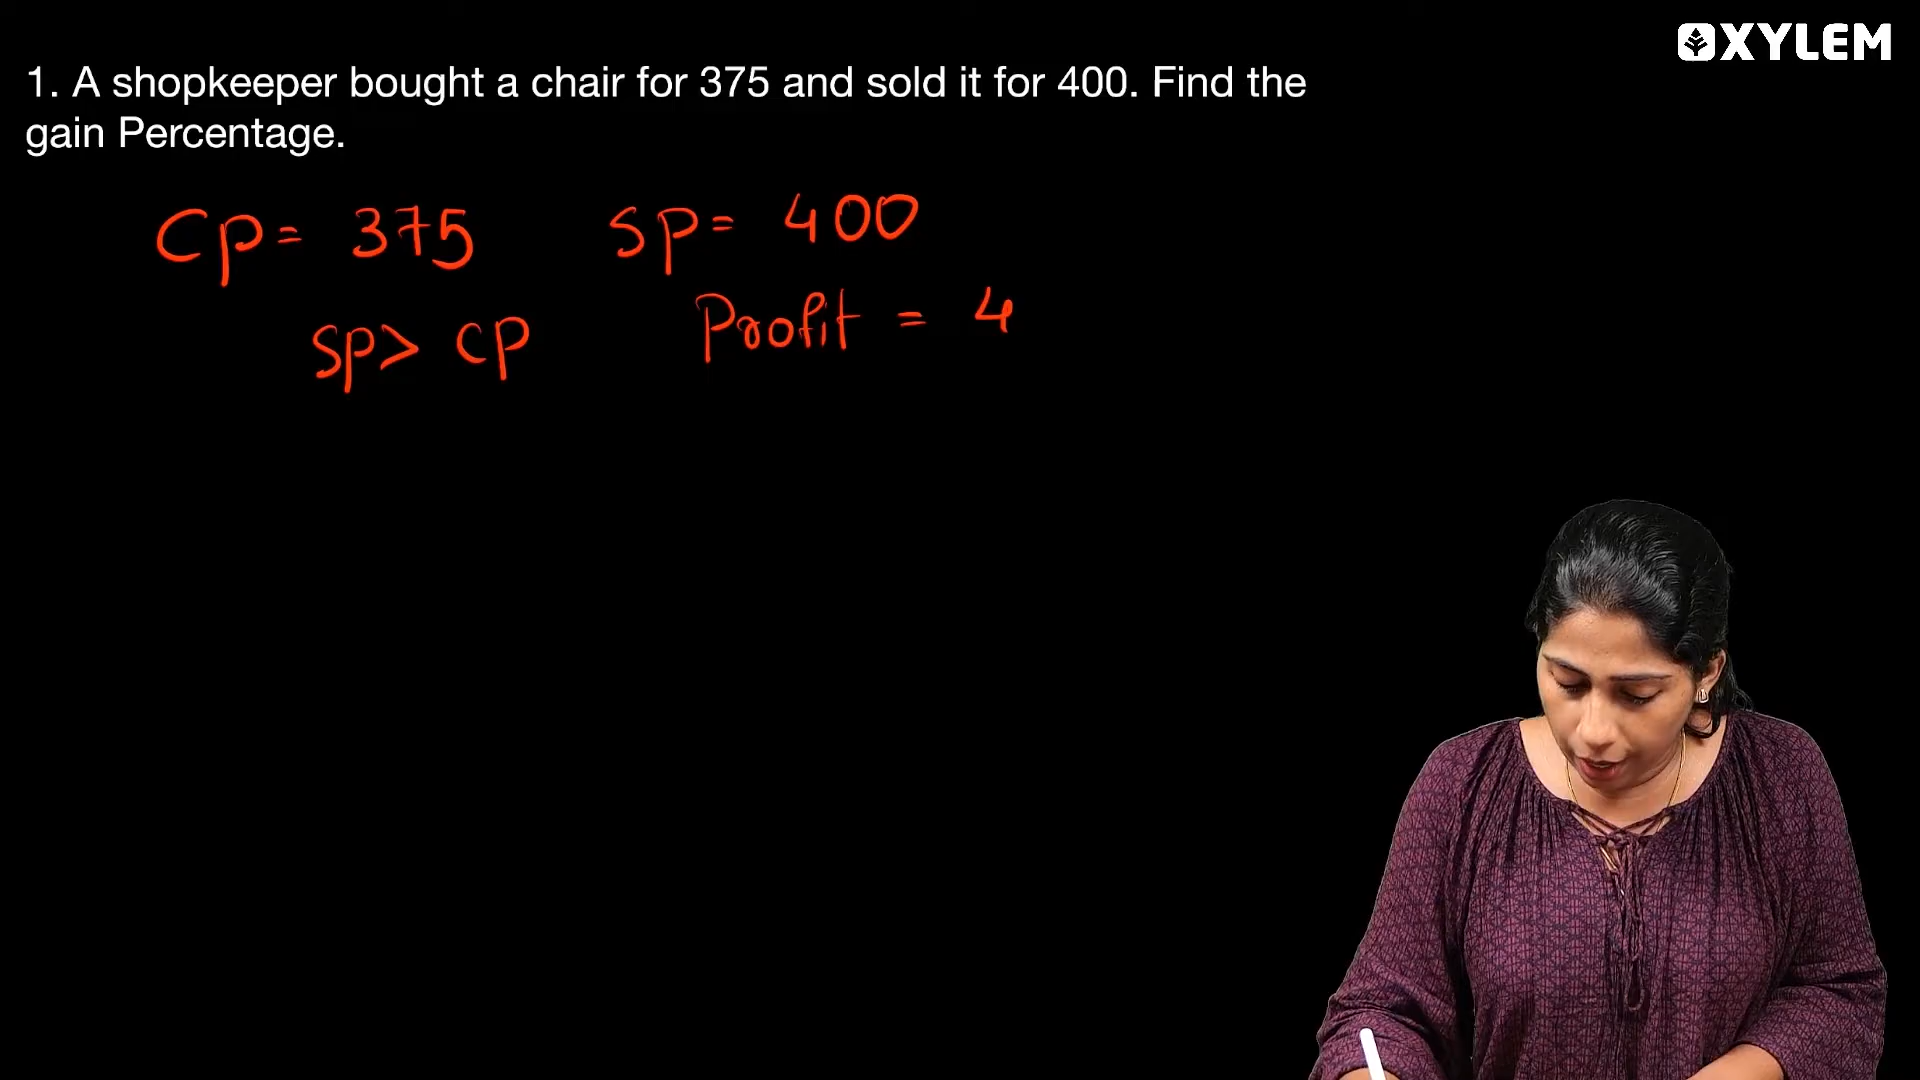 OXYLEM
1. A shopkeeper bought a chair for 375 and sold it for 400. Find the
gain Percentage.
Cp= 375 SP= 400
SP> CP Profit = 4